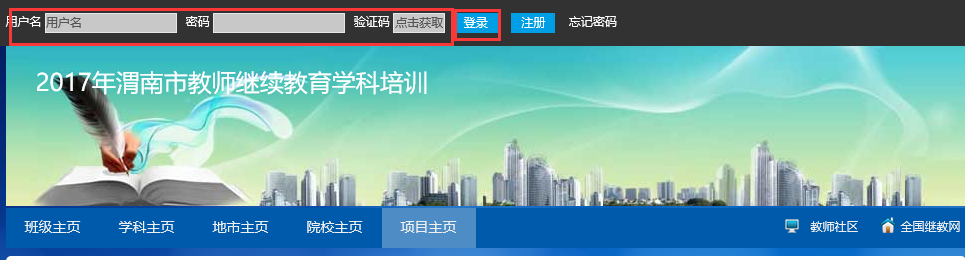 用户名 用户名 密码 验证码 点击获取 登录 注册 忘记密码
2017年渭南市教师继续教育学科培训
班级主页 学科主页 地市主页 院校主页 项目主页 教师社区 全国继教网